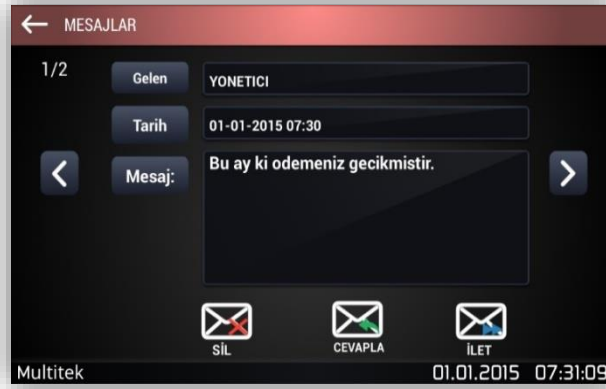 MESAJLAR
1/2
Gelen
YONETICI
Tarih
01-01-2015 07:30
Mesaj:
Bu ay ki odemeniz gecikmistir.
SİL
CEVAPLA
İLET
Multitek
01.01.2015 07:31:09